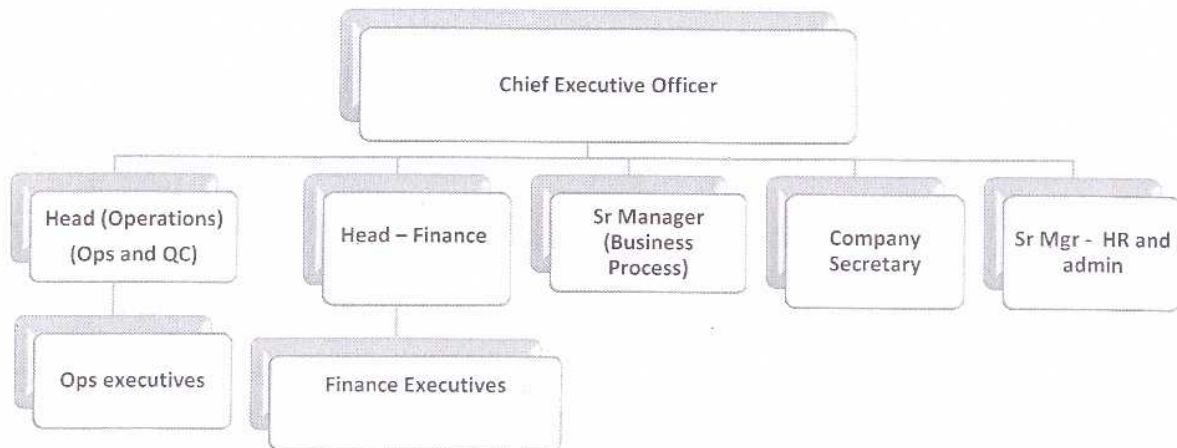 Chief Executive Officer
Head (Operations)
(Ops and QC)
Head – Finance
Sr Manager
(Business
Process)
Company
Secretary
Sr Mgr - HR and
admin
Ops executives
Finance Executives